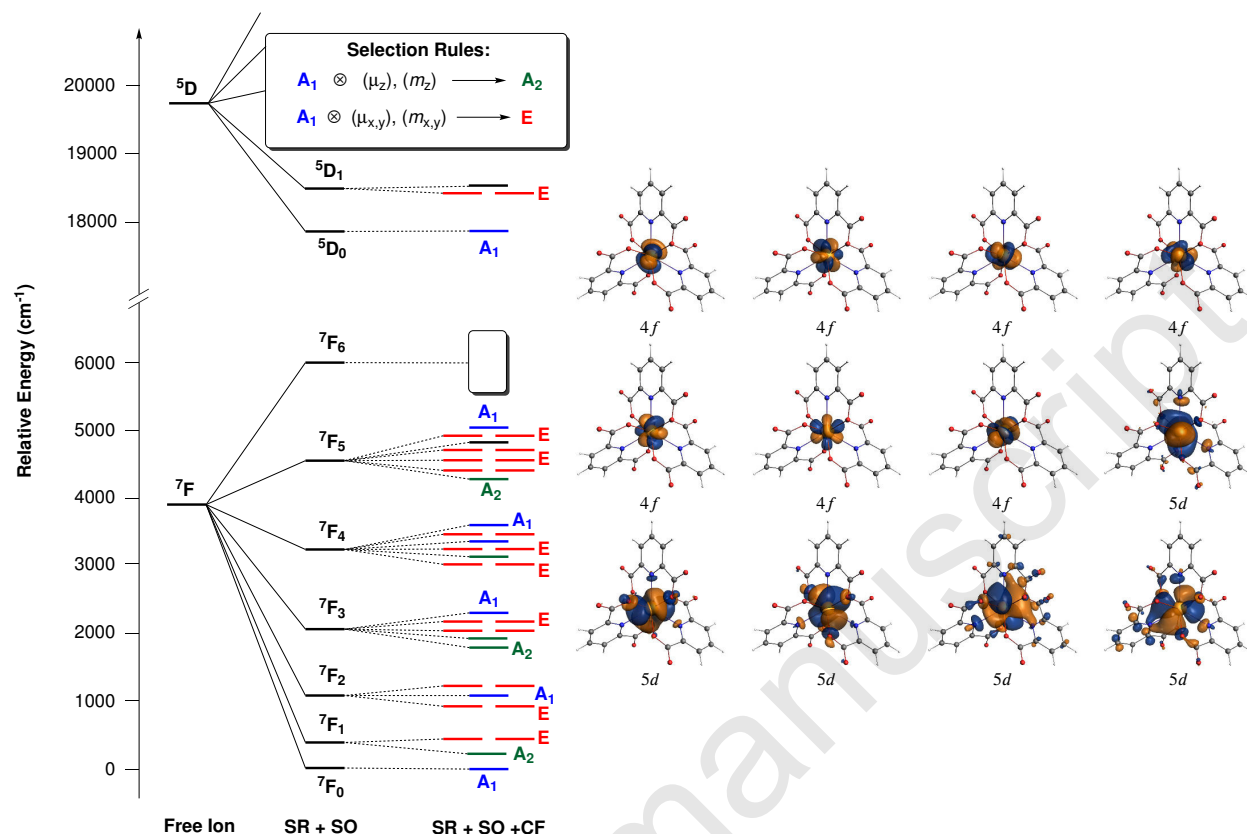 Relative Energy (cm⁻¹)
20000
19000
18000
6000
5000
4000
3000
2000
1000
0
⁵D
Selection Rules:
A₁ ⊗ (μz), (mz) ⟶ A₂
A₁ ⊗ (μx,y), (mx,y) ⟶ E
⁵D₁
E
⁵D₀
A₁
⁷F₆
⁷F
⁷F₅
A₁
E
E
A₂
⁷F₄
A₁
E
E
⁷F₃
A₁
E
A₂
⁷F₂
A₁
E
⁷F₁
E
A₂
⁷F₀
A₁
Free Ion
SR + SO
SR + SO +CF
4f
4f
4f
4f
4f
4f
4f
5d
5d
5d
5d
5d
manuscript